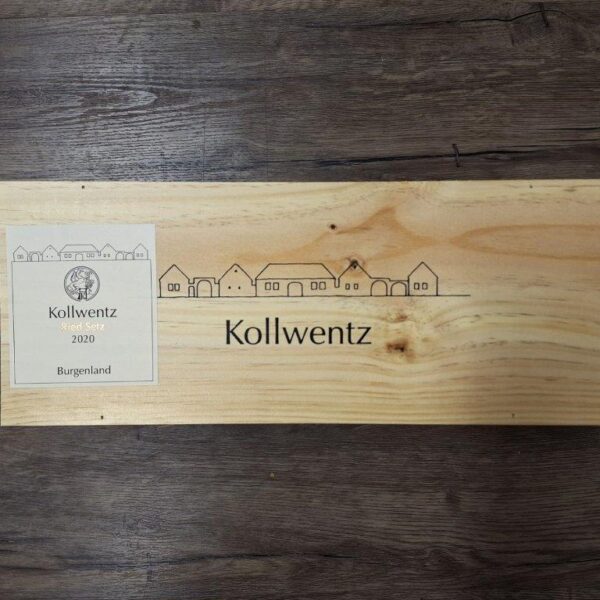 Kollwentz
Ried Setz
2020
Burgenland
Kollwentz